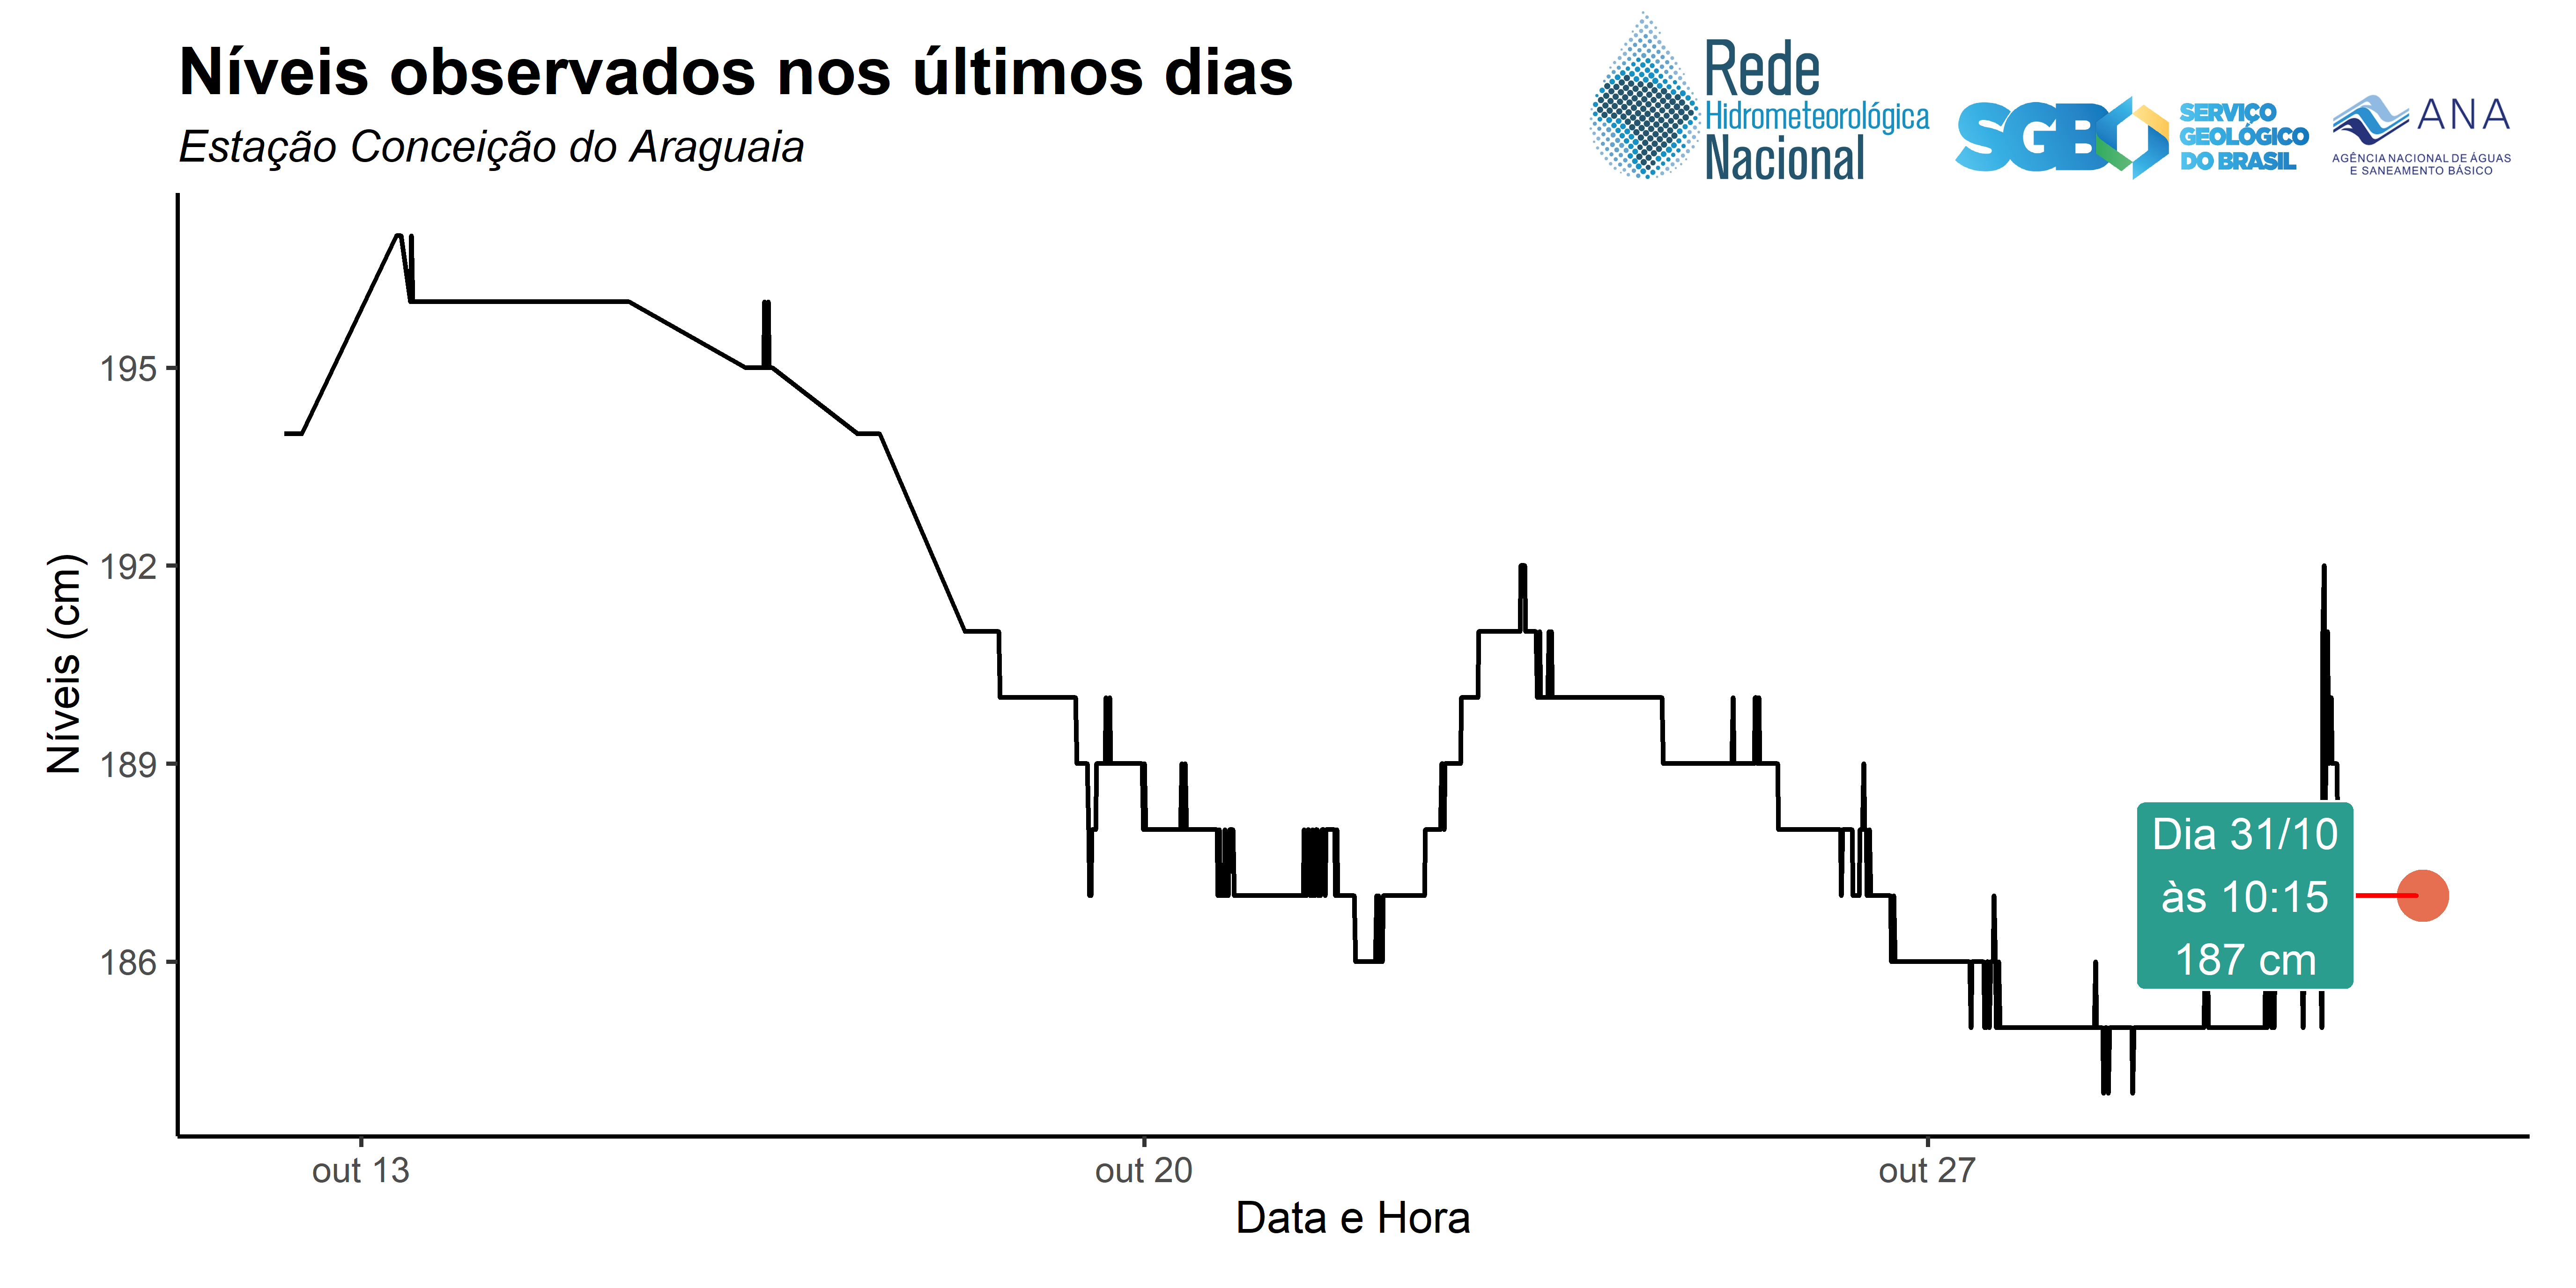 Níveis observados nos últimos dias
Estação Conceição do Araguaia
Rede
Hidrometeorológica
Nacional
SGB
SERVIÇO
GEOLÓGICO
DO BRASIL
ANA
AGÊNCIA NACIONAL DE ÁGUAS
E SANEAMENTO BÁSICO
Níveis (cm)
195
192
189
186
Dia 31/10
às 10:15
187 cm
out 13
out 20
out 27
Data e Hora